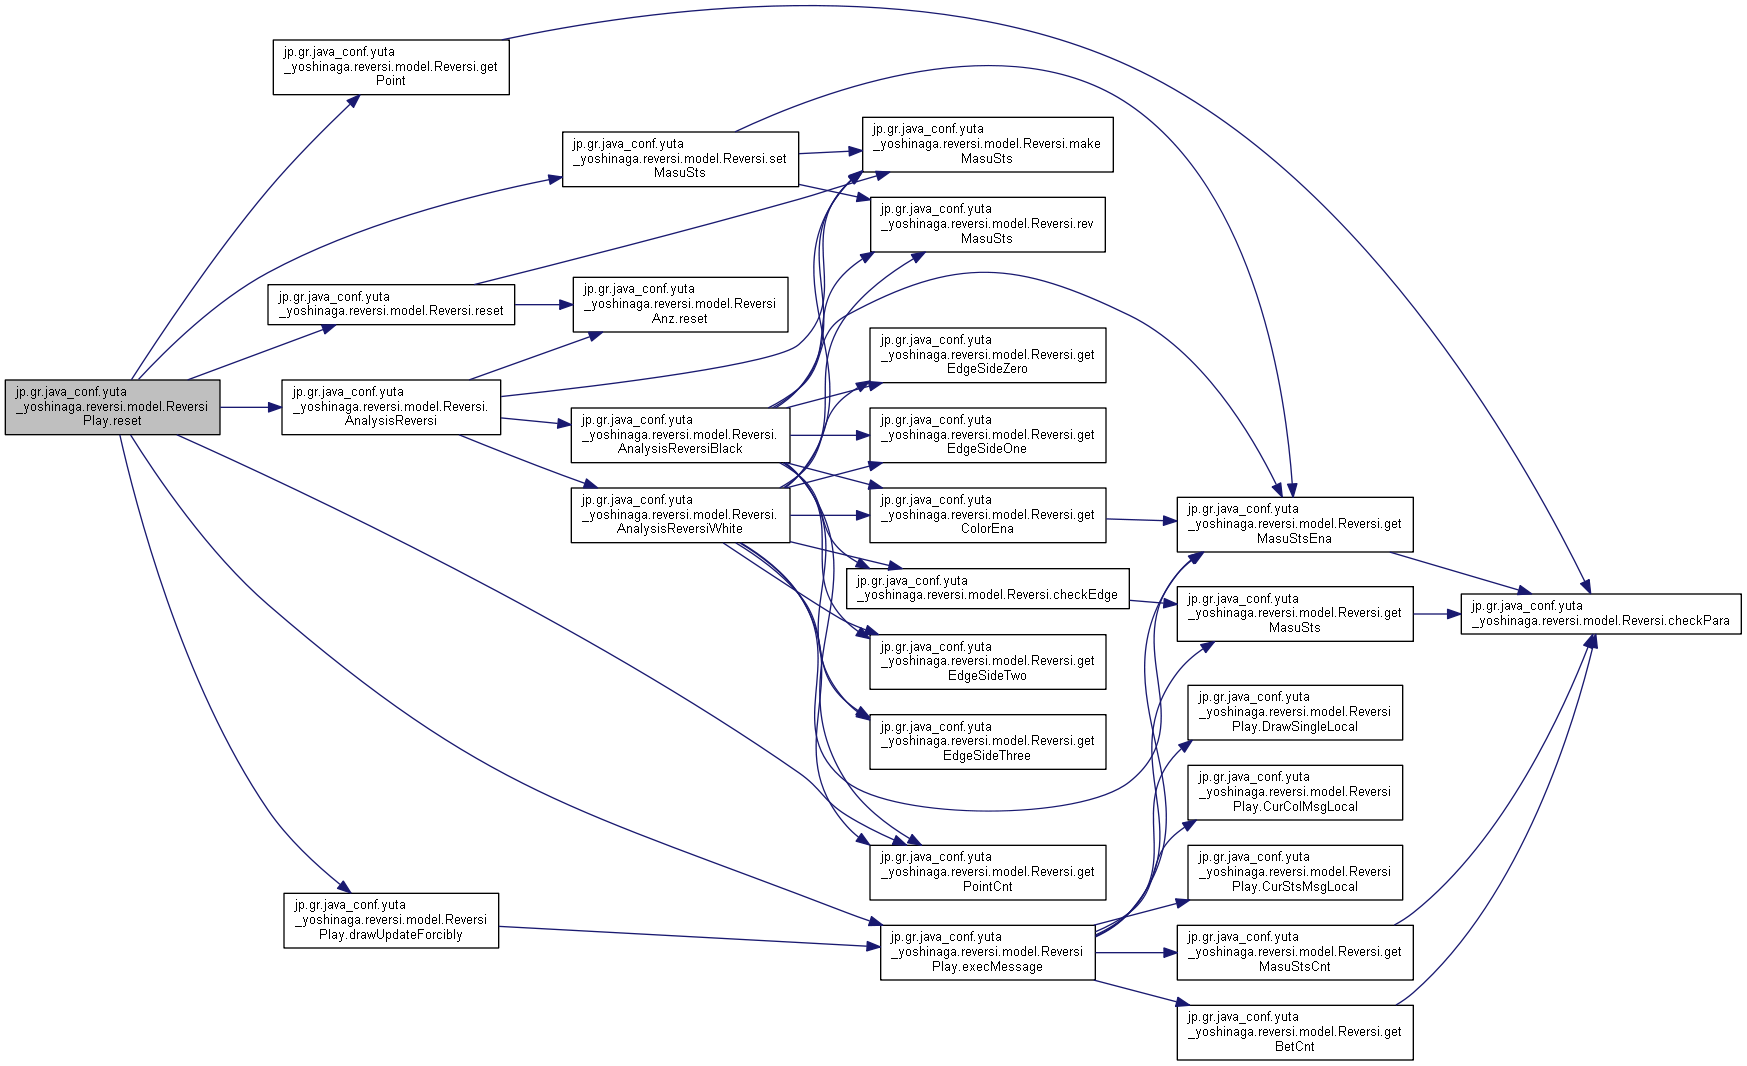 jp.gr.java_conf.yuta
_yoshinaga.reversi.model.Reversi
Play.reset
jp.gr.java_conf.yuta
_yoshinaga.reversi.model.Reversi.get
Point
jp.gr.java_conf.yuta
_yoshinaga.reversi.model.Reversi.reset
jp.gr.java_conf.yuta
_yoshinaga.reversi.model.Reversi.
AnalysisReversi
jp.gr.java_conf.yuta
_yoshinaga.reversi.model.Reversi
Play.drawUpdateForcibly
jp.gr.java_conf.yuta
_yoshinaga.reversi.model.Reversi.set
MasuSts
jp.gr.java_conf.yuta
_yoshinaga.reversi.model.Reversi
Anz.reset
jp.gr.java_conf.yuta
_yoshinaga.reversi.model.Reversi.
AnalysisReversiBlack
jp.gr.java_conf.yuta
_yoshinaga.reversi.model.Reversi.
AnalysisReversiWhite
jp.gr.java_conf.yuta
_yoshinaga.reversi.model.Reversi.make
MasuSts
jp.gr.java_conf.yuta
_yoshinaga.reversi.model.Reversi.rev
MasuSts
jp.gr.java_conf.yuta
_yoshinaga.reversi.model.Reversi.get
EdgeSideZero
jp.gr.java_conf.yuta
_yoshinaga.reversi.model.Reversi.get
EdgeSideOne
jp.gr.java_conf.yuta
_yoshinaga.reversi.model.Reversi.get
ColorEna
jp.gr.java_conf.yuta
_yoshinaga.reversi.model.Reversi.checkEdge
jp.gr.java_conf.yuta
_yoshinaga.reversi.model.Reversi.get
EdgeSideTwo
jp.gr.java_conf.yuta
_yoshinaga.reversi.model.Reversi.get
EdgeSideThree
jp.gr.java_conf.yuta
_yoshinaga.reversi.model.Reversi.get
PointCnt
jp.gr.java_conf.yuta
_yoshinaga.reversi.model.Reversi
Play.execMessage
jp.gr.java_conf.yuta
_yoshinaga.reversi.model.Reversi.get
MasuStsEna
jp.gr.java_conf.yuta
_yoshinaga.reversi.model.Reversi.get
MasuSts
jp.gr.java_conf.yuta
_yoshinaga.reversi.model.Reversi
Play.DrawSingleLocal
jp.gr.java_conf.yuta
_yoshinaga.reversi.model.Reversi
Play.CurColMsgLocal
jp.gr.java_conf.yuta
_yoshinaga.reversi.model.Reversi
Play.CurStsMsgLocal
jp.gr.java_conf.yuta
_yoshinaga.reversi.model.Reversi.get
MasuStsCnt
jp.gr.java_conf.yuta
_yoshinaga.reversi.model.Reversi.get
BetCnt
jp.gr.java_conf.yuta
_yoshinaga.reversi.model.Reversi.checkPara